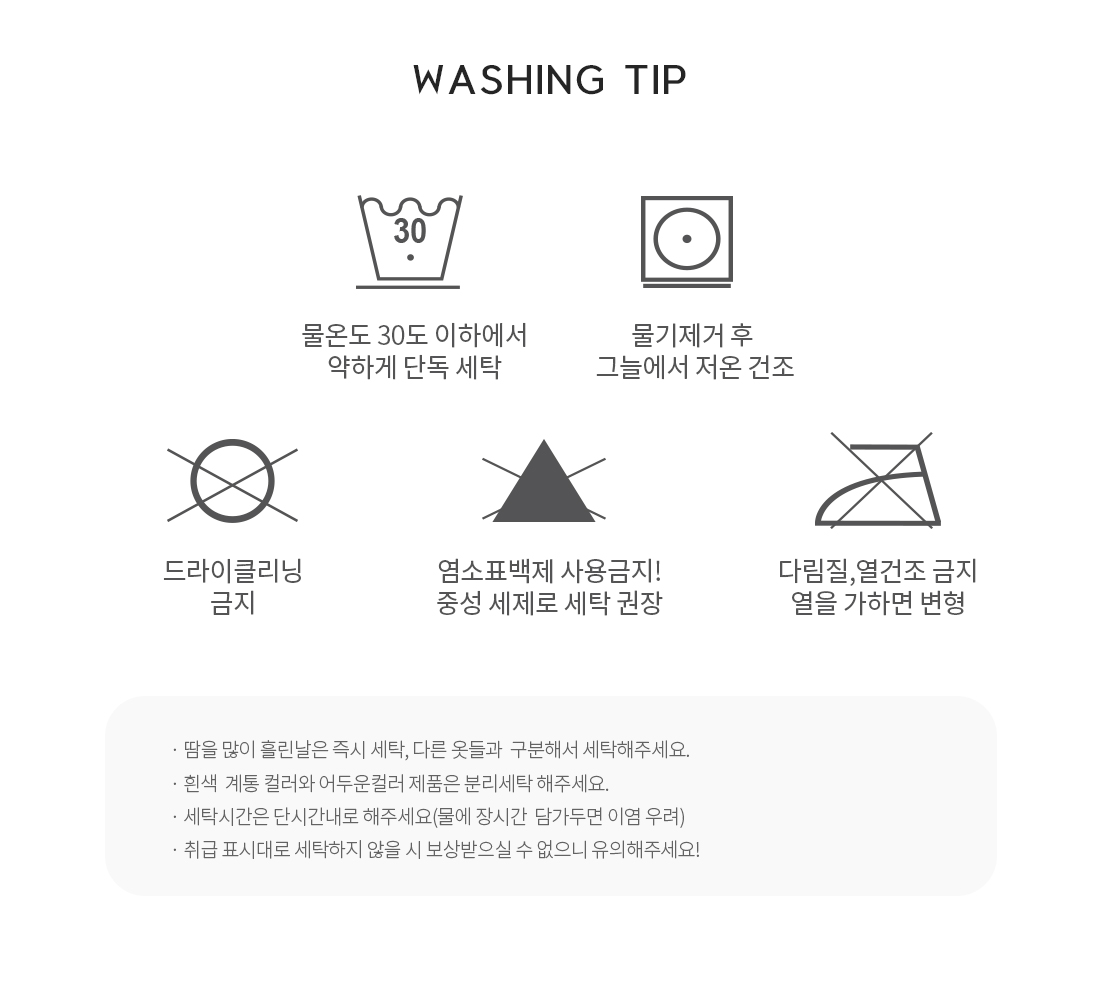 WASHING TIP
30
물온도 30도 이하에서
약하게 단독 세탁
물기제거 후
그늘에서 저온 건조
드라이클리닝
금지
염소표백제 사용금지!
중성 세제로 세탁 권장
다림질,열건조 금지
열을 가하면 변형
· 땀을 많이 흘린날은 즉시 세탁, 다른 옷들과 구분해서 세탁해주세요.
· 흰색 계통 컬러와 어두운컬러 제품은 분리세탁 해주세요.
· 세탁시간은 단시간내로 해주세요(물에 장시간 담가두면 이염 우려)
· 취급 표시대로 세탁하지 않을 시 보상받으실 수 없으니 유의해주세요!